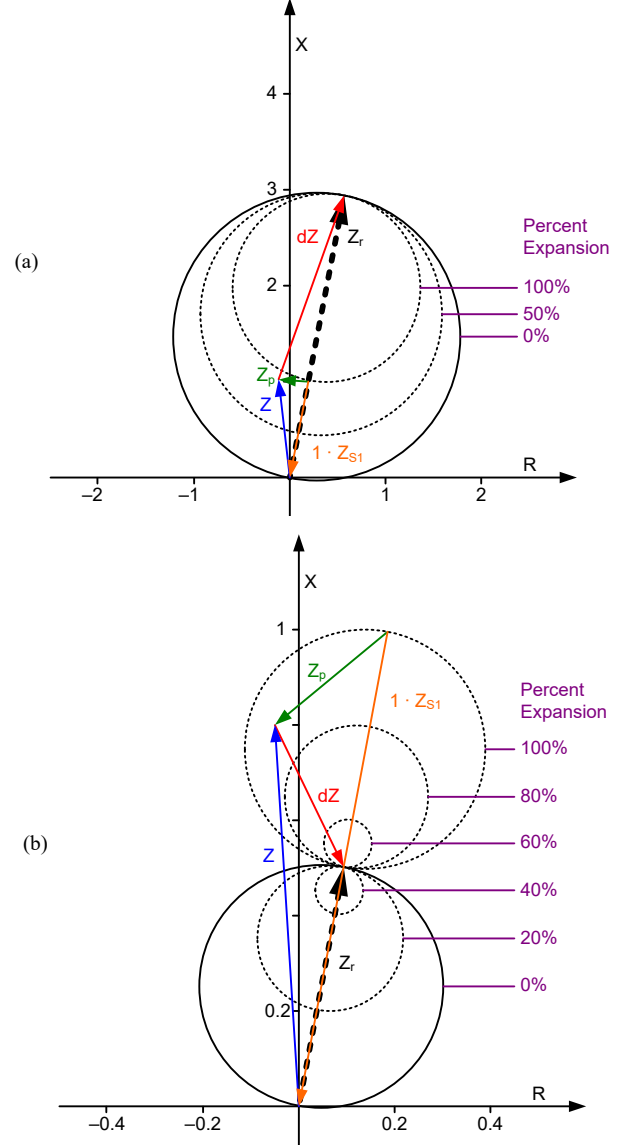 X
4
3
Percent
Expansion
dZ
Zr
(a)
2
100%
50%
0%
Zp
Z
1 · ZS1
R
–2
–1
1
2
X
1
Zp
1 · ZS1
Percent
Expansion
100%
dZ
80%
(b)
Z
60%
40%
20%
Zr
0%
0.2
R
–0.4
–0.2
0.2
0.4